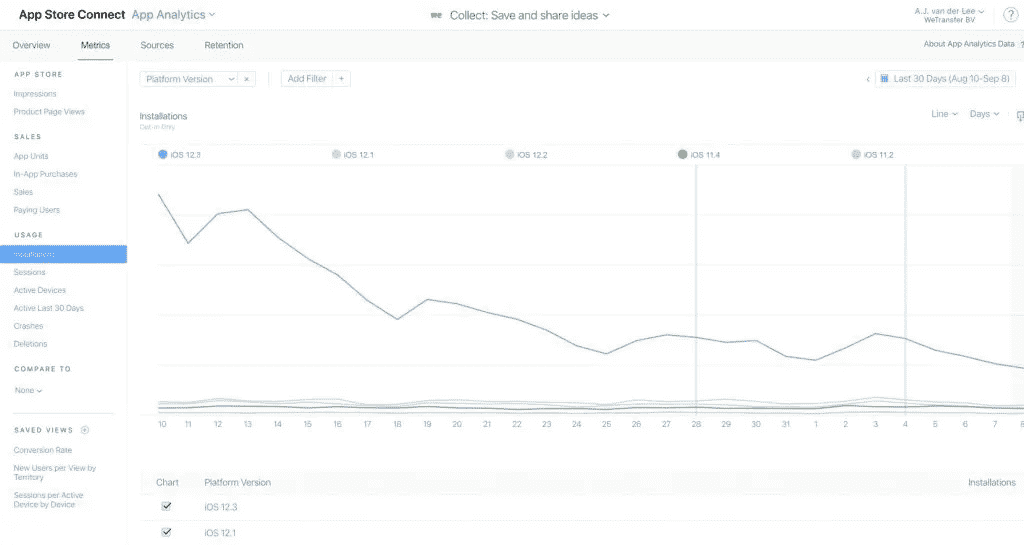 App Store Connect App Analytics
Collect: Save and share ideas
A.J. van der Lee
WeTransfer BV
?
Overview Metrics Sources Retention
About App Analytics Data ?
APP STORE
Impressions
Product Page Views
SALES
App Units
In-App Purchases
Sales
Paying Users
USAGE
Installations
Sessions
Active Devices
Active Last 30 Days
Crashes
Deletions
COMPARE TO
None
SAVED VIEWS
Conversion Rate
New Users per View by
Territory
Sessions per Active
Device by Device
Platform Version × Add Filter +
Last 30 Days (Aug 10-Sep 8)
Installations
Opt-in Only
Line Days
iOS 12.3 iOS 12.1 iOS 12.2 iOS 11.4 iOS 11.2
10 11 12 13 14 15 16 17 18 19 20 21 22 23 24 25 26 27 28 29 30 31 1 2 3 4 5 6 7 8
Chart Platform Version Installations
iOS 12.3
iOS 12.1